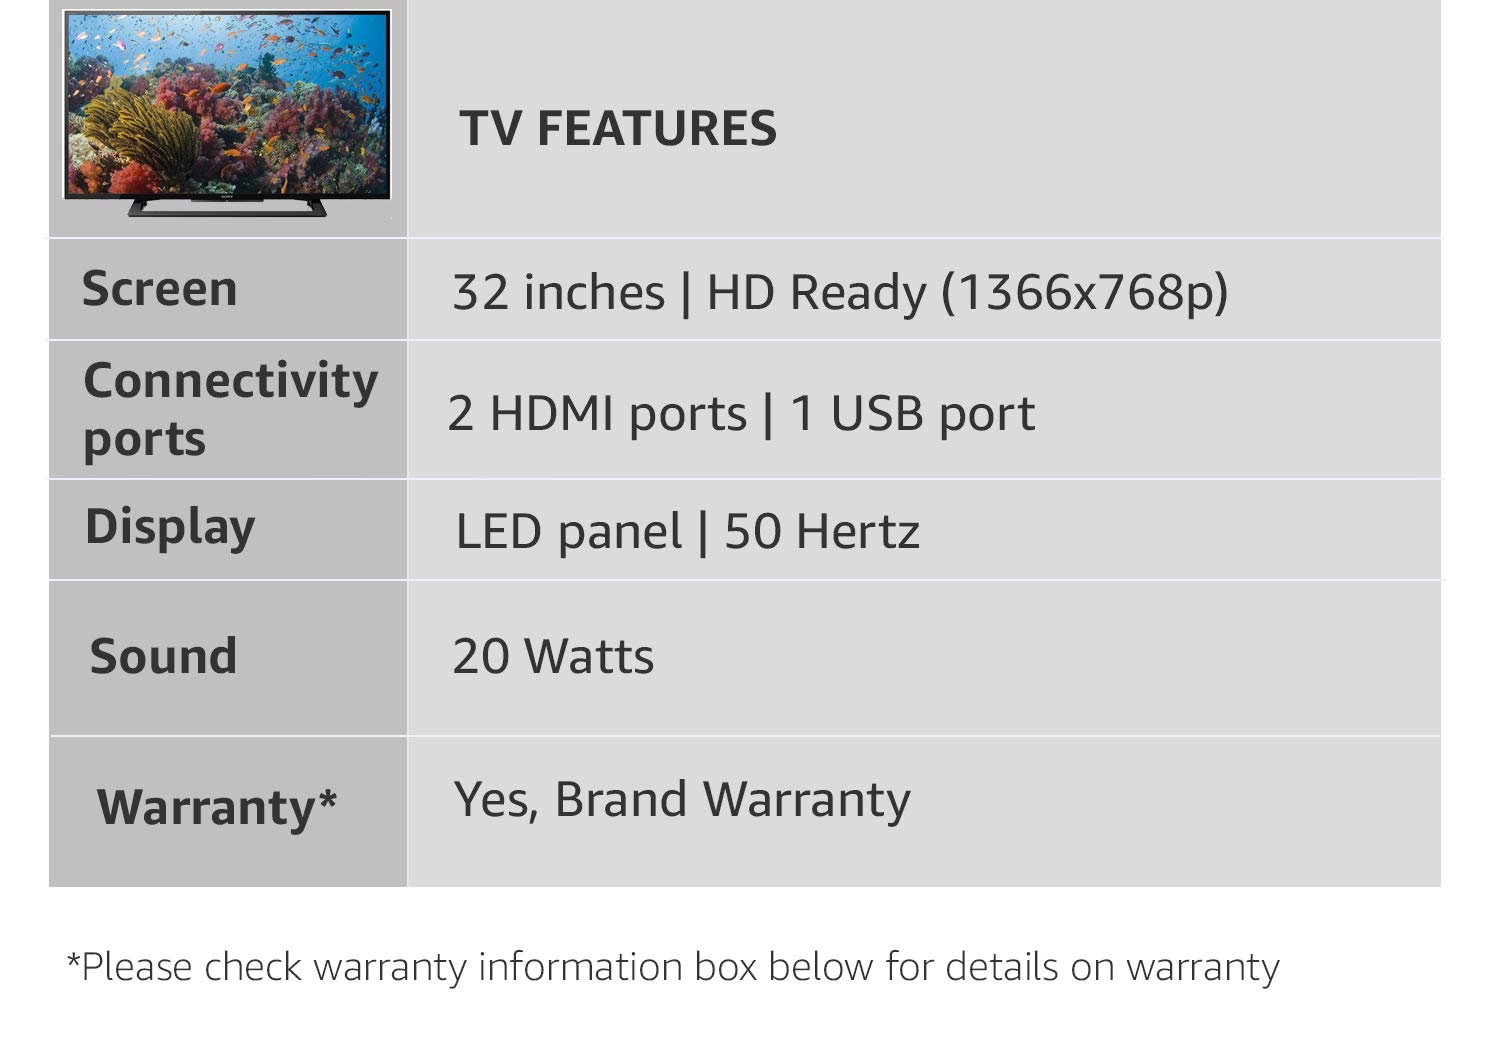 SONY
TV FEATURES
Screen
32 inches | HD Ready (1366x768p)
Connectivity
ports
2 HDMI ports | 1 USB port
Display
LED panel | 50 Hertz
Sound
20 Watts
Warranty*
Yes, Brand Warranty
*Please check warranty information box below for details on warranty